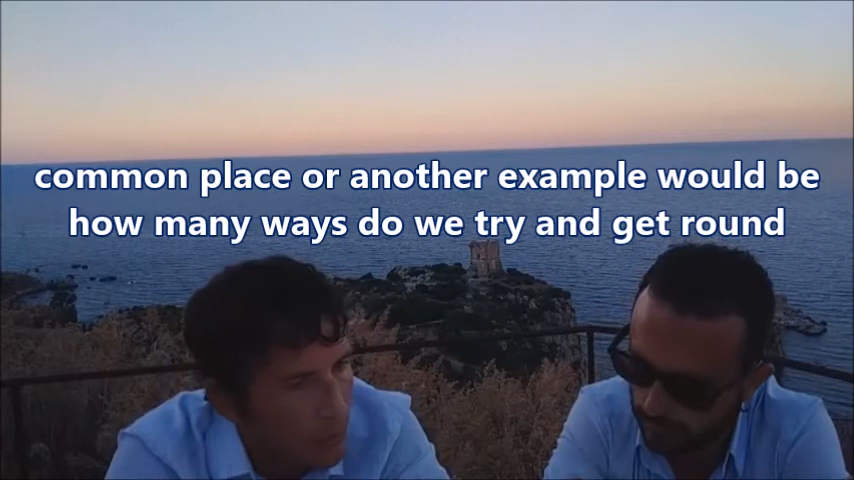 common place or another example would be
how many ways do we try and get round